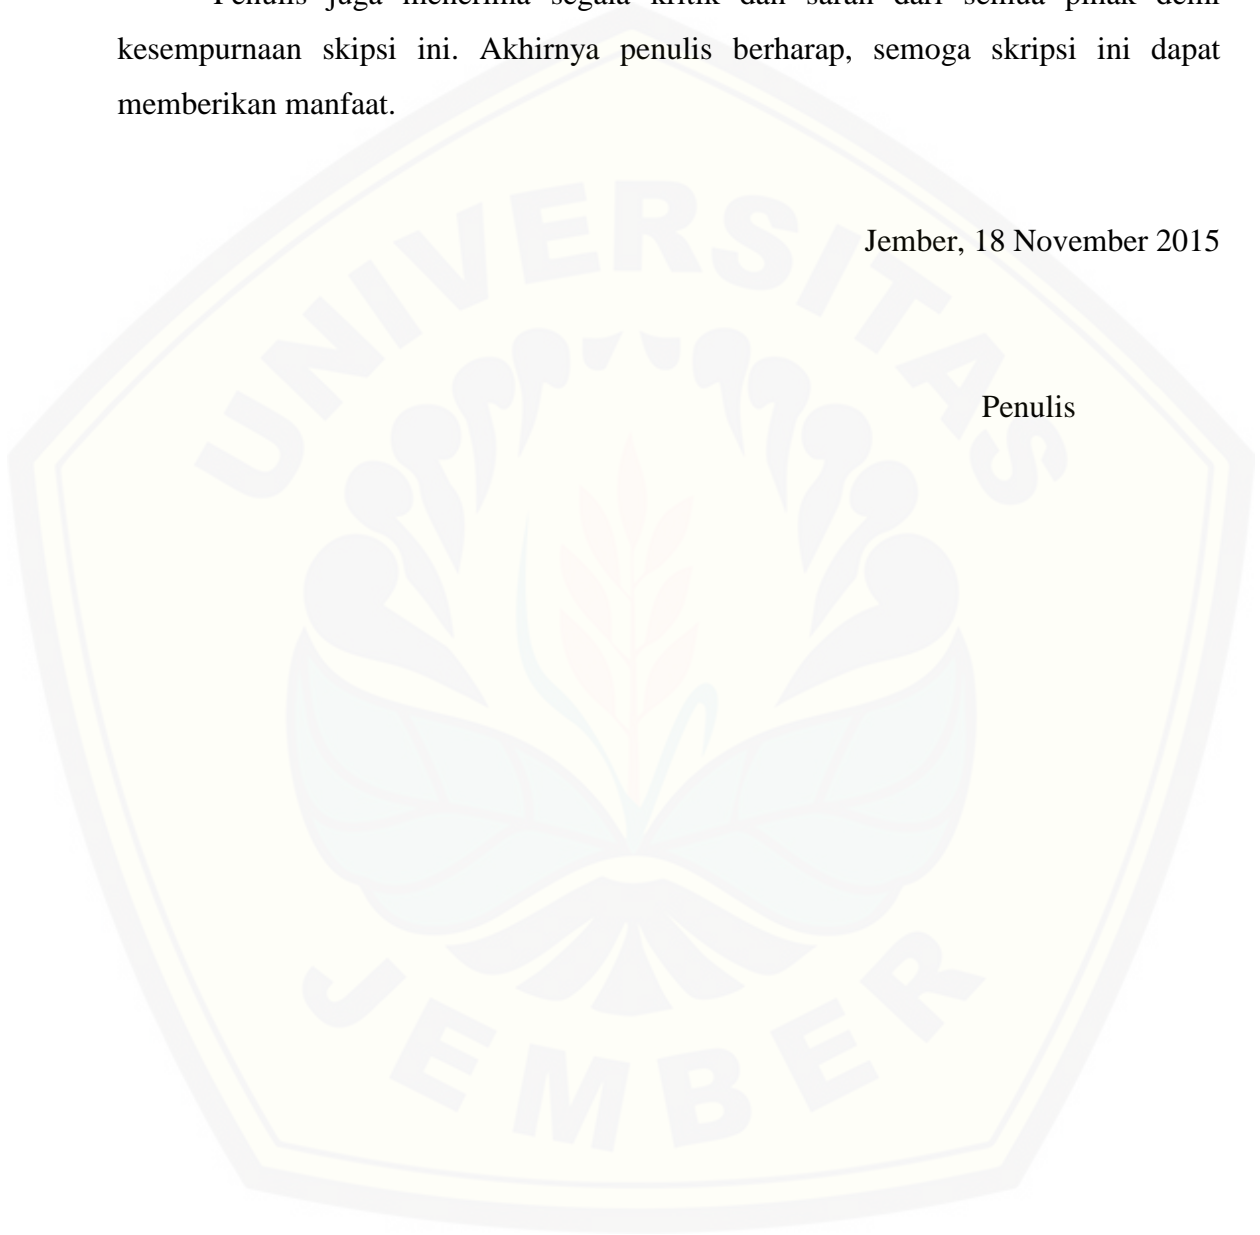 Penulis juga menerima segala kritik dan saran dari semua pihak demi
kesempurnaan skipsi ini. Akhirnya penulis berharap, semoga skripsi ini dapat
memberikan manfaat.
Jember, 18 November 2015
Penulis
UNIVERSITAS
JEMBER